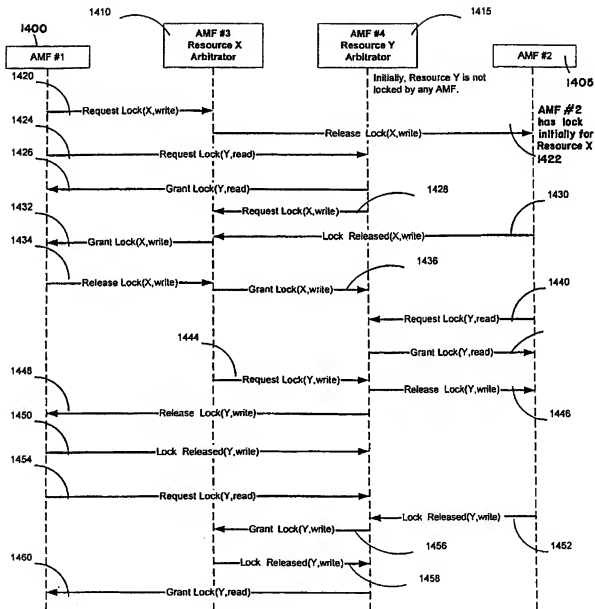 1410
1415
1400
AMF #1
AMF #3
Resource X
Arbitrator
AMF #4
Resource Y
Arbitrator
AMF #2
1405
Initially, Resource Y is not
locked by any AMF.
AMF #2
has lock
initially for
Resource X
1422
1420
Request Lock(X,write)
1424
Release Lock(X,write)
1426
Request Lock(Y,read)
Grant Lock(Y,read)
1428
1430
1432
Request Lock(X,write)
Lock Released(X,write)
1434
Grant Lock(X,write)
1436
Release Lock(X,write)
Grant Lock(X,write)
1440
Request Lock(Y,read)
1444
Grant Lock(Y,read)
1448
Request Lock(Y,write)
Release Lock(Y,write)
1446
Release Lock(Y,write)
1450
Lock Released(Y,write)
1454
Request Lock(Y,read)
Lock Released(Y,write)
Grant Lock(Y,write)
1456
1452
1460
Lock Released(Y,write)
1458
Grant Lock(Y,read)